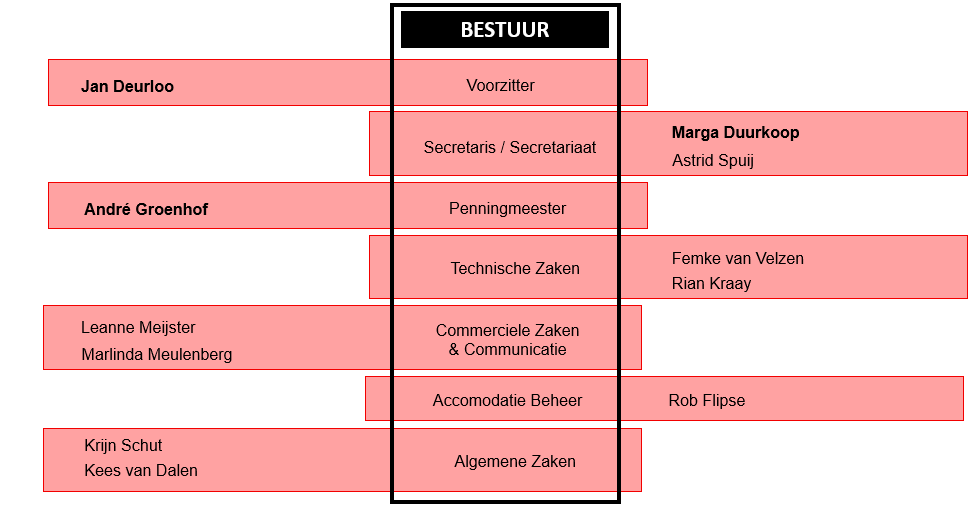 BESTUUR
Jan Deurloo
Voorzitter
Secretaris / Secretariaat
Marga Duurkoop
Astrid Spuij
André Groenhof
Penningmeester
Technische Zaken
Femke van Velzen
Rian Kraay
Leanne Meijster
Marlinda Meulenberg
Commerciele Zaken
& Communicatie
Accomodatie Beheer
Rob Flipse
Krijn Schut
Kees van Dalen
Algemene Zaken